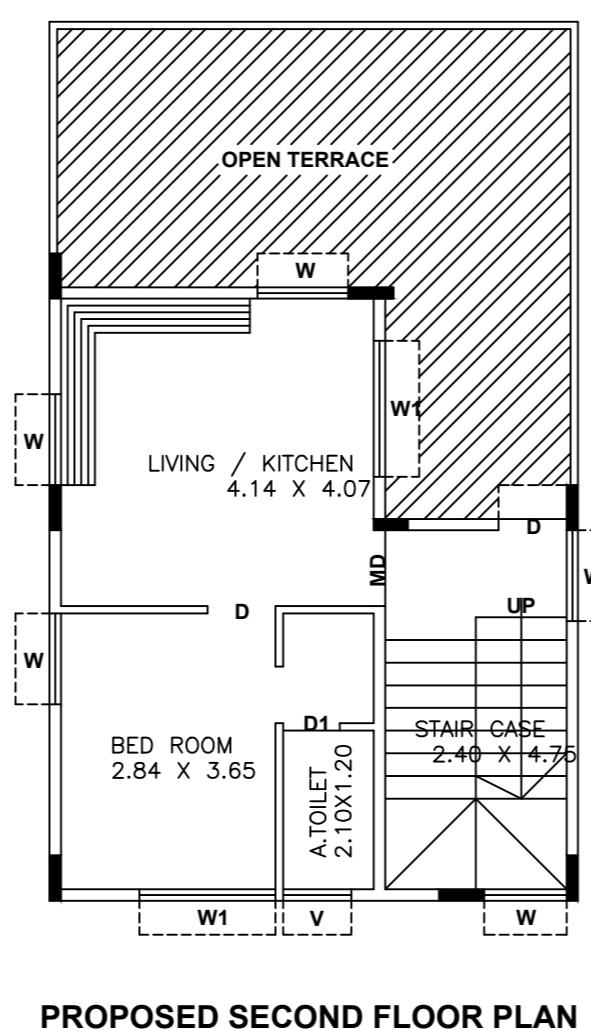 OPEN TERRACE
W
W1
W
LIVING / KITCHEN
4.14 X 4.07
D
MD
W
UP
D
W
D1
STAIR CASE
2.40 X 4.75
BED ROOM
2.84 X 3.65
A.TOILET
2.10X1.20
W1
V
W
PROPOSED SECOND FLOOR PLAN